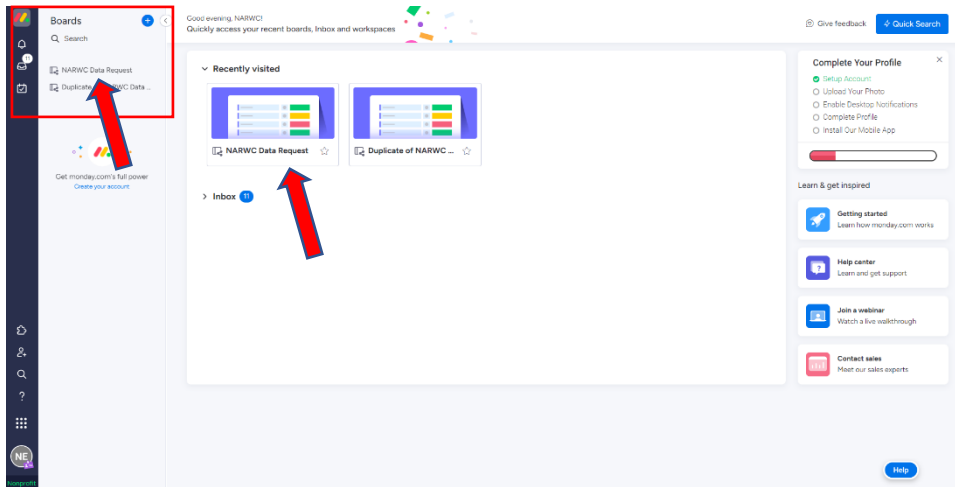 Boards
Search
11
NARWC Data Request
Duplicate RWC Data...
Get monday.com's full power
Create your account
NE
Nonprofit
Good evening, NARWC!
Quickly access your recent boards, Inbox and workspaces
Give feedback
Quick Search
Recently visited
NARWC Data Request
Duplicate of NARWC ...
Inbox 11
Complete Your Profile
Setup Account
Upload Your Photo
Enable Desktop Notifications
Complete Profile
Install Our Mobile App
Learn & get inspired
Getting started
Learn how monday.com works
Help center
Learn and get support
Join a webinar
Watch a live walkthrough
Contact sales
Meet our sales experts
Help